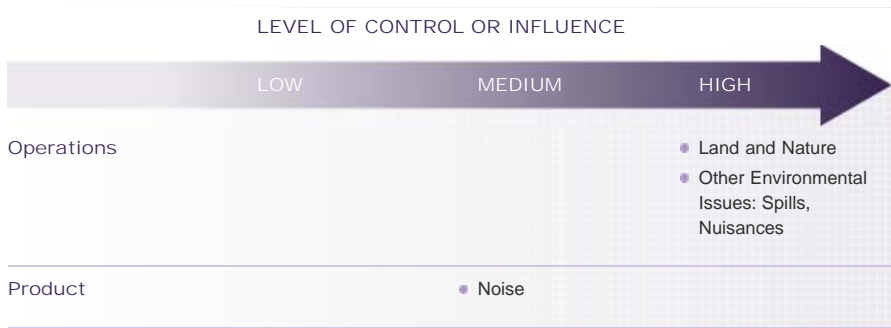 LEVEL OF CONTROL OR INFLUENCE
LOW MEDIUM HIGH
Operations
Land and Nature
Other Environmental
Issues: Spills,
Nuisances
Product
Noise